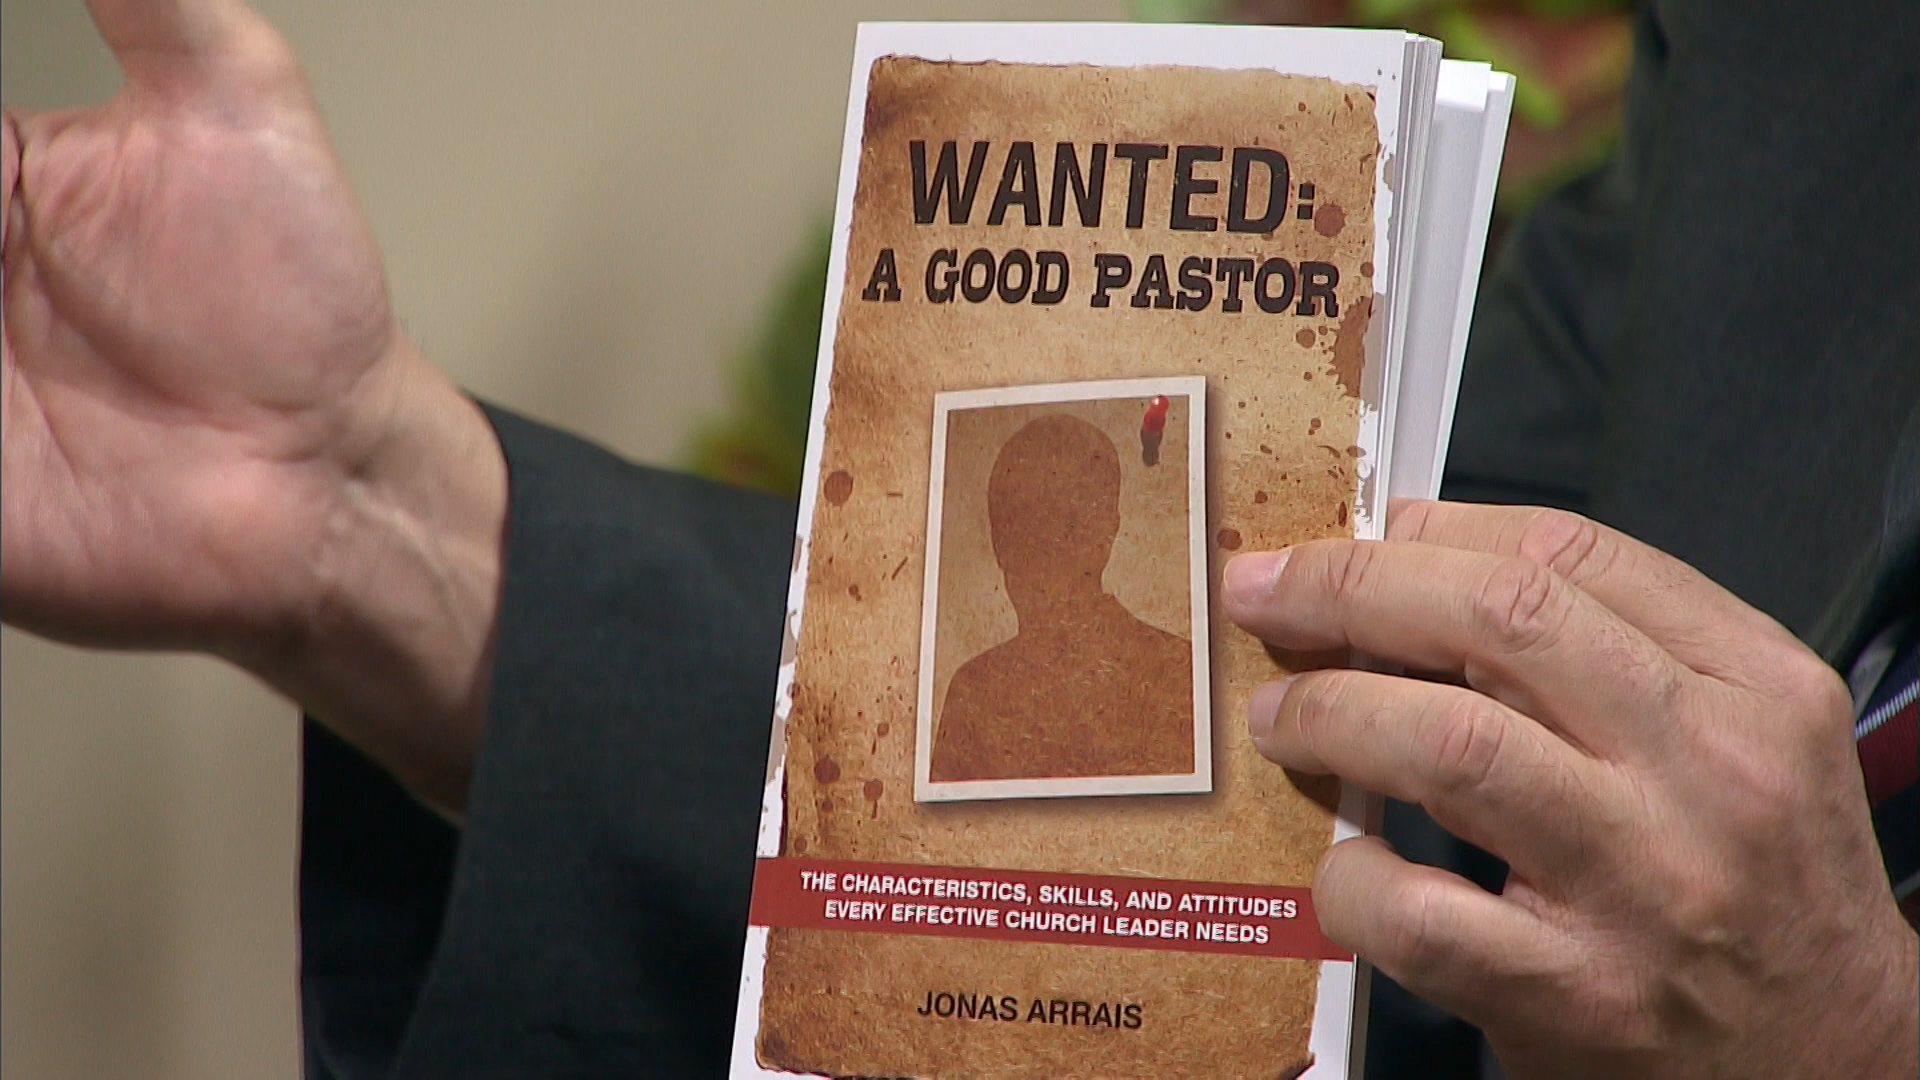 WANTED:
A GOOD PASTOR
THE CHARACTERISTICS, SKILLS, AND ATTITUDES
EVERY EFFECTIVE CHURCH LEADER NEEDS
JONAS ARRAIS